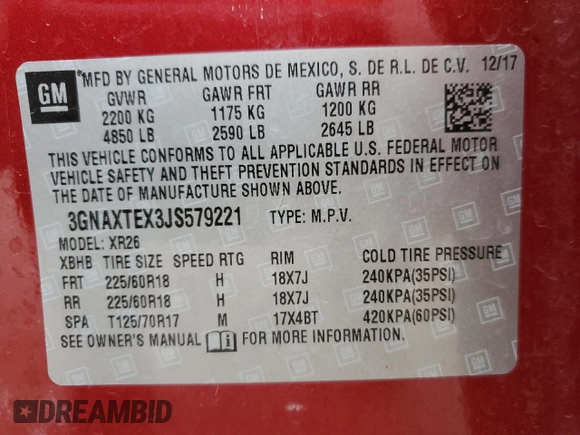 GM
MFD BY GENERAL MOTORS DE MEXICO, S. DE R.L. DE C.V. 12/17
GVWR GAWR FRT GAWR RR
2200 KG 1175 KG 1200 KG
4850 LB 2590 LB 2645 LB
THIS VEHICLE CONFORMS TO ALL APPLICABLE U.S. FEDERAL MOTOR
VEHICLE SAFETY AND THEFT PREVENTION STANDARDS IN EFFECT ON
THE DATE OF MANUFACTURE SHOWN ABOVE.
3GNAXTEX3JS579221 TYPE: M.P.V.
MODEL: XR26
XBHB TIRE SIZE SPEED RTG RIM COLD TIRE PRESSURE
FRT 225/60R18 H 18X7J 240KPA(35PSI)
RR 225/60R18 H 18X7J 240KPA(35PSI)
SPA T125/70R17 M 17X4BT 420KPA(60PSI)
SEE OWNER'S MANUAL FOR MORE INFORMATION.
DREAMBID